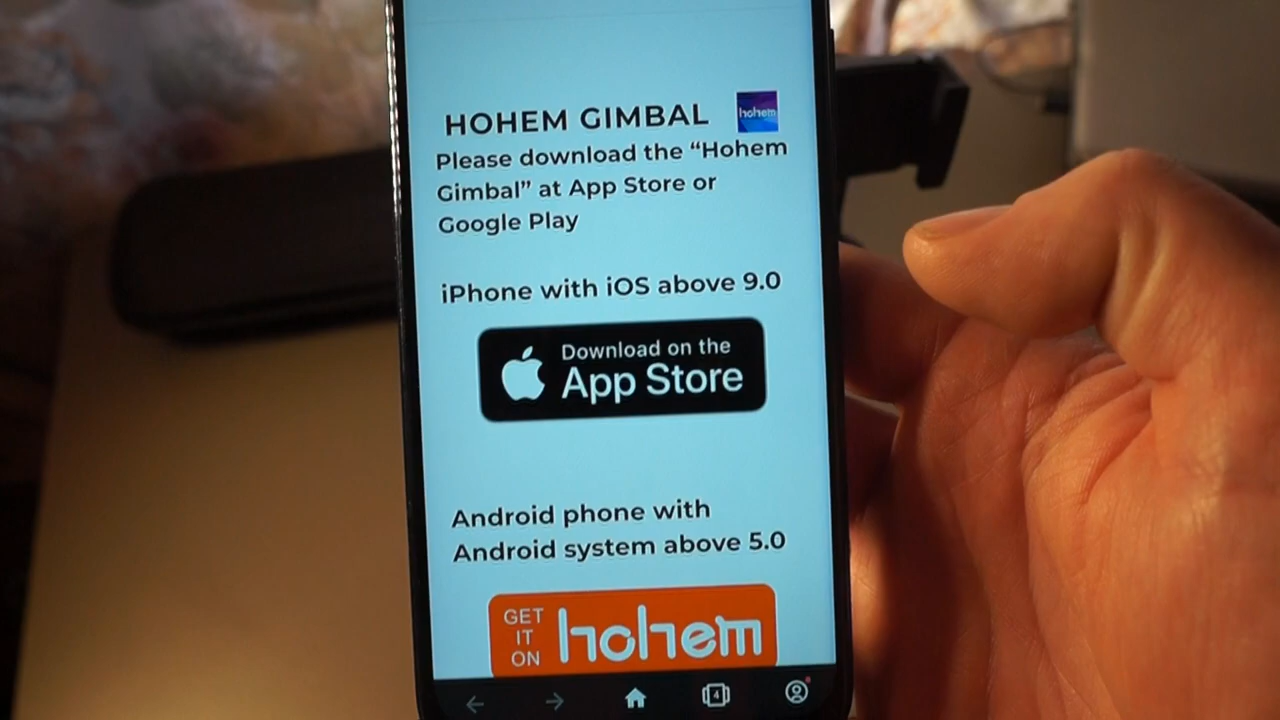 HOHEM GIMBAL
hohem
Please download the “Hohem
Gimbal” at App Store or
Google Play
iPhone with iOS above 9.0
Download on the
App Store
Android phone with
Android system above 5.0
GET
IT
ON
hohem
4